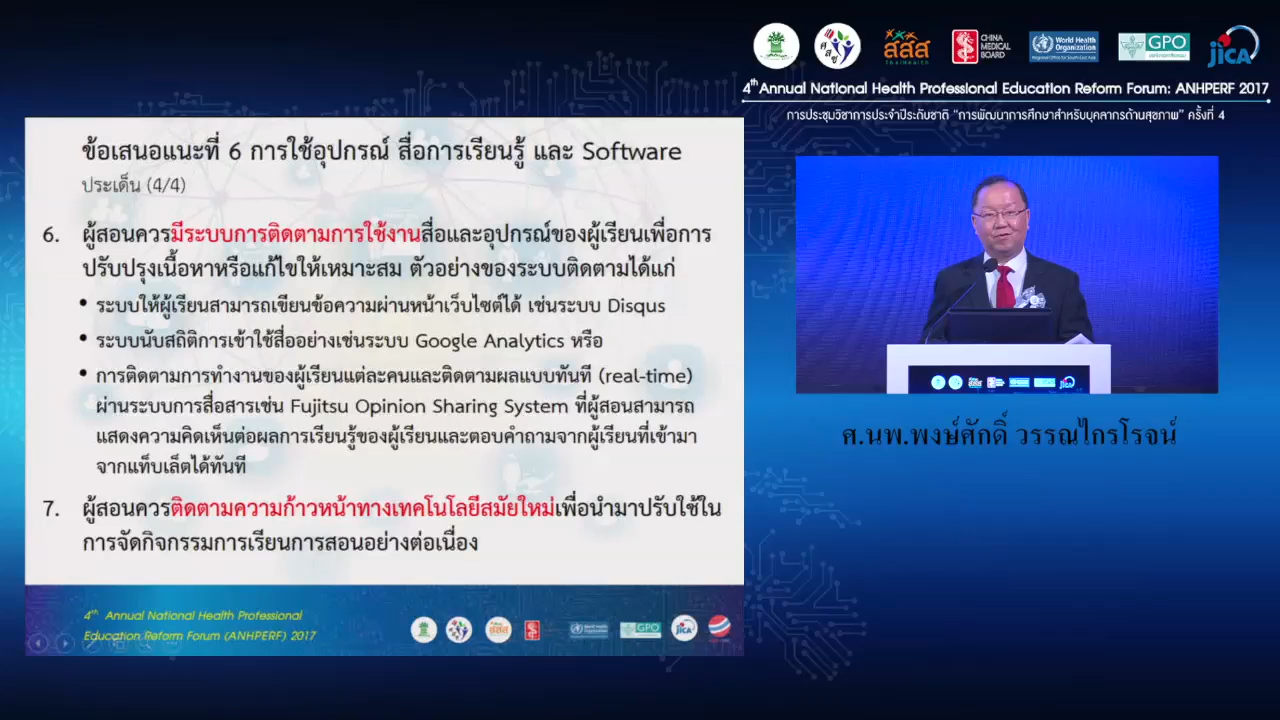 ศสช
สสส
THAIHEALTH
CHINA
MEDICAL
BOARD
World Health
Organization
Regional Office for South-East Asia
GPO
JICA
4th Annual National Health Professional Education Reform Forum: ANHPERF 2017
การประชุมวิชาการประจำปีระดับชาติ “การพัฒนาการศึกษาสำหรับบุคลากรด้านสุขภาพ” ครั้งที่ 4
ข้อเสนอแนะที่ 6 การใช้อุปกรณ์ สื่อการเรียนรู้ และ Software
ประเด็น (4/4)
6. ผู้สอนควรมีระบบการติดตามการใช้งานสื่อและอุปกรณ์ของผู้เรียนเพื่อการ
ปรับปรุงเนื้อหาหรือแก้ไขให้เหมาะสม ตัวอย่างของระบบติดตามได้แก่
• ระบบให้ผู้เรียนสามารถเขียนข้อความผ่านหน้าเว็บไซต์ได้ เช่นระบบ Disqus
• ระบบนับสถิติการเข้าใช้สื่ออย่างเช่นระบบ Google Analytics หรือ
• การติดตามการทำงานของผู้เรียนแต่ละคนและติดตามผลแบบทันที (real-time)
ผ่านระบบการสื่อสารเช่น Fujitsu Opinion Sharing System ที่ผู้สอนสามารถ
แสดงความคิดเห็นต่อผลการเรียนรู้ของผู้เรียนและตอบคำถามจากผู้เรียนที่เข้ามา
จากแท็บเล็ตได้ทันที
7. ผู้สอนควรติดตามความก้าวหน้าทางเทคโนโลยีสมัยใหม่เพื่อนำมาปรับใช้ใน
การจัดกิจกรรมการเรียนการสอนอย่างต่อเนื่อง
4th Annual National Health Professional
Education Reform Forum (ANHPERF) 2017
สสส
GPO
JICA
ศ.นพ.พงษ์ศักดิ์ วรรณไกรโรจน์